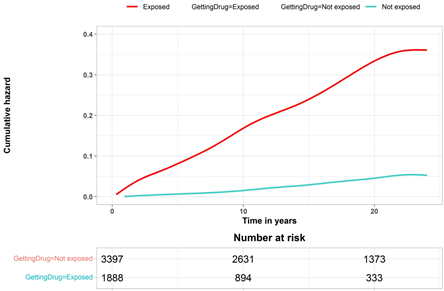 Exposed GettingDrug=Exposed GettingDrug=Not exposed Not exposed
Cumulative hazard
0.4
0.3
0.2
0.1
0.0
0 10 20
Time in years
Number at risk
GettingDrug=Not exposed 3397 2631 1373
GettingDrug=Exposed 1888 894 333